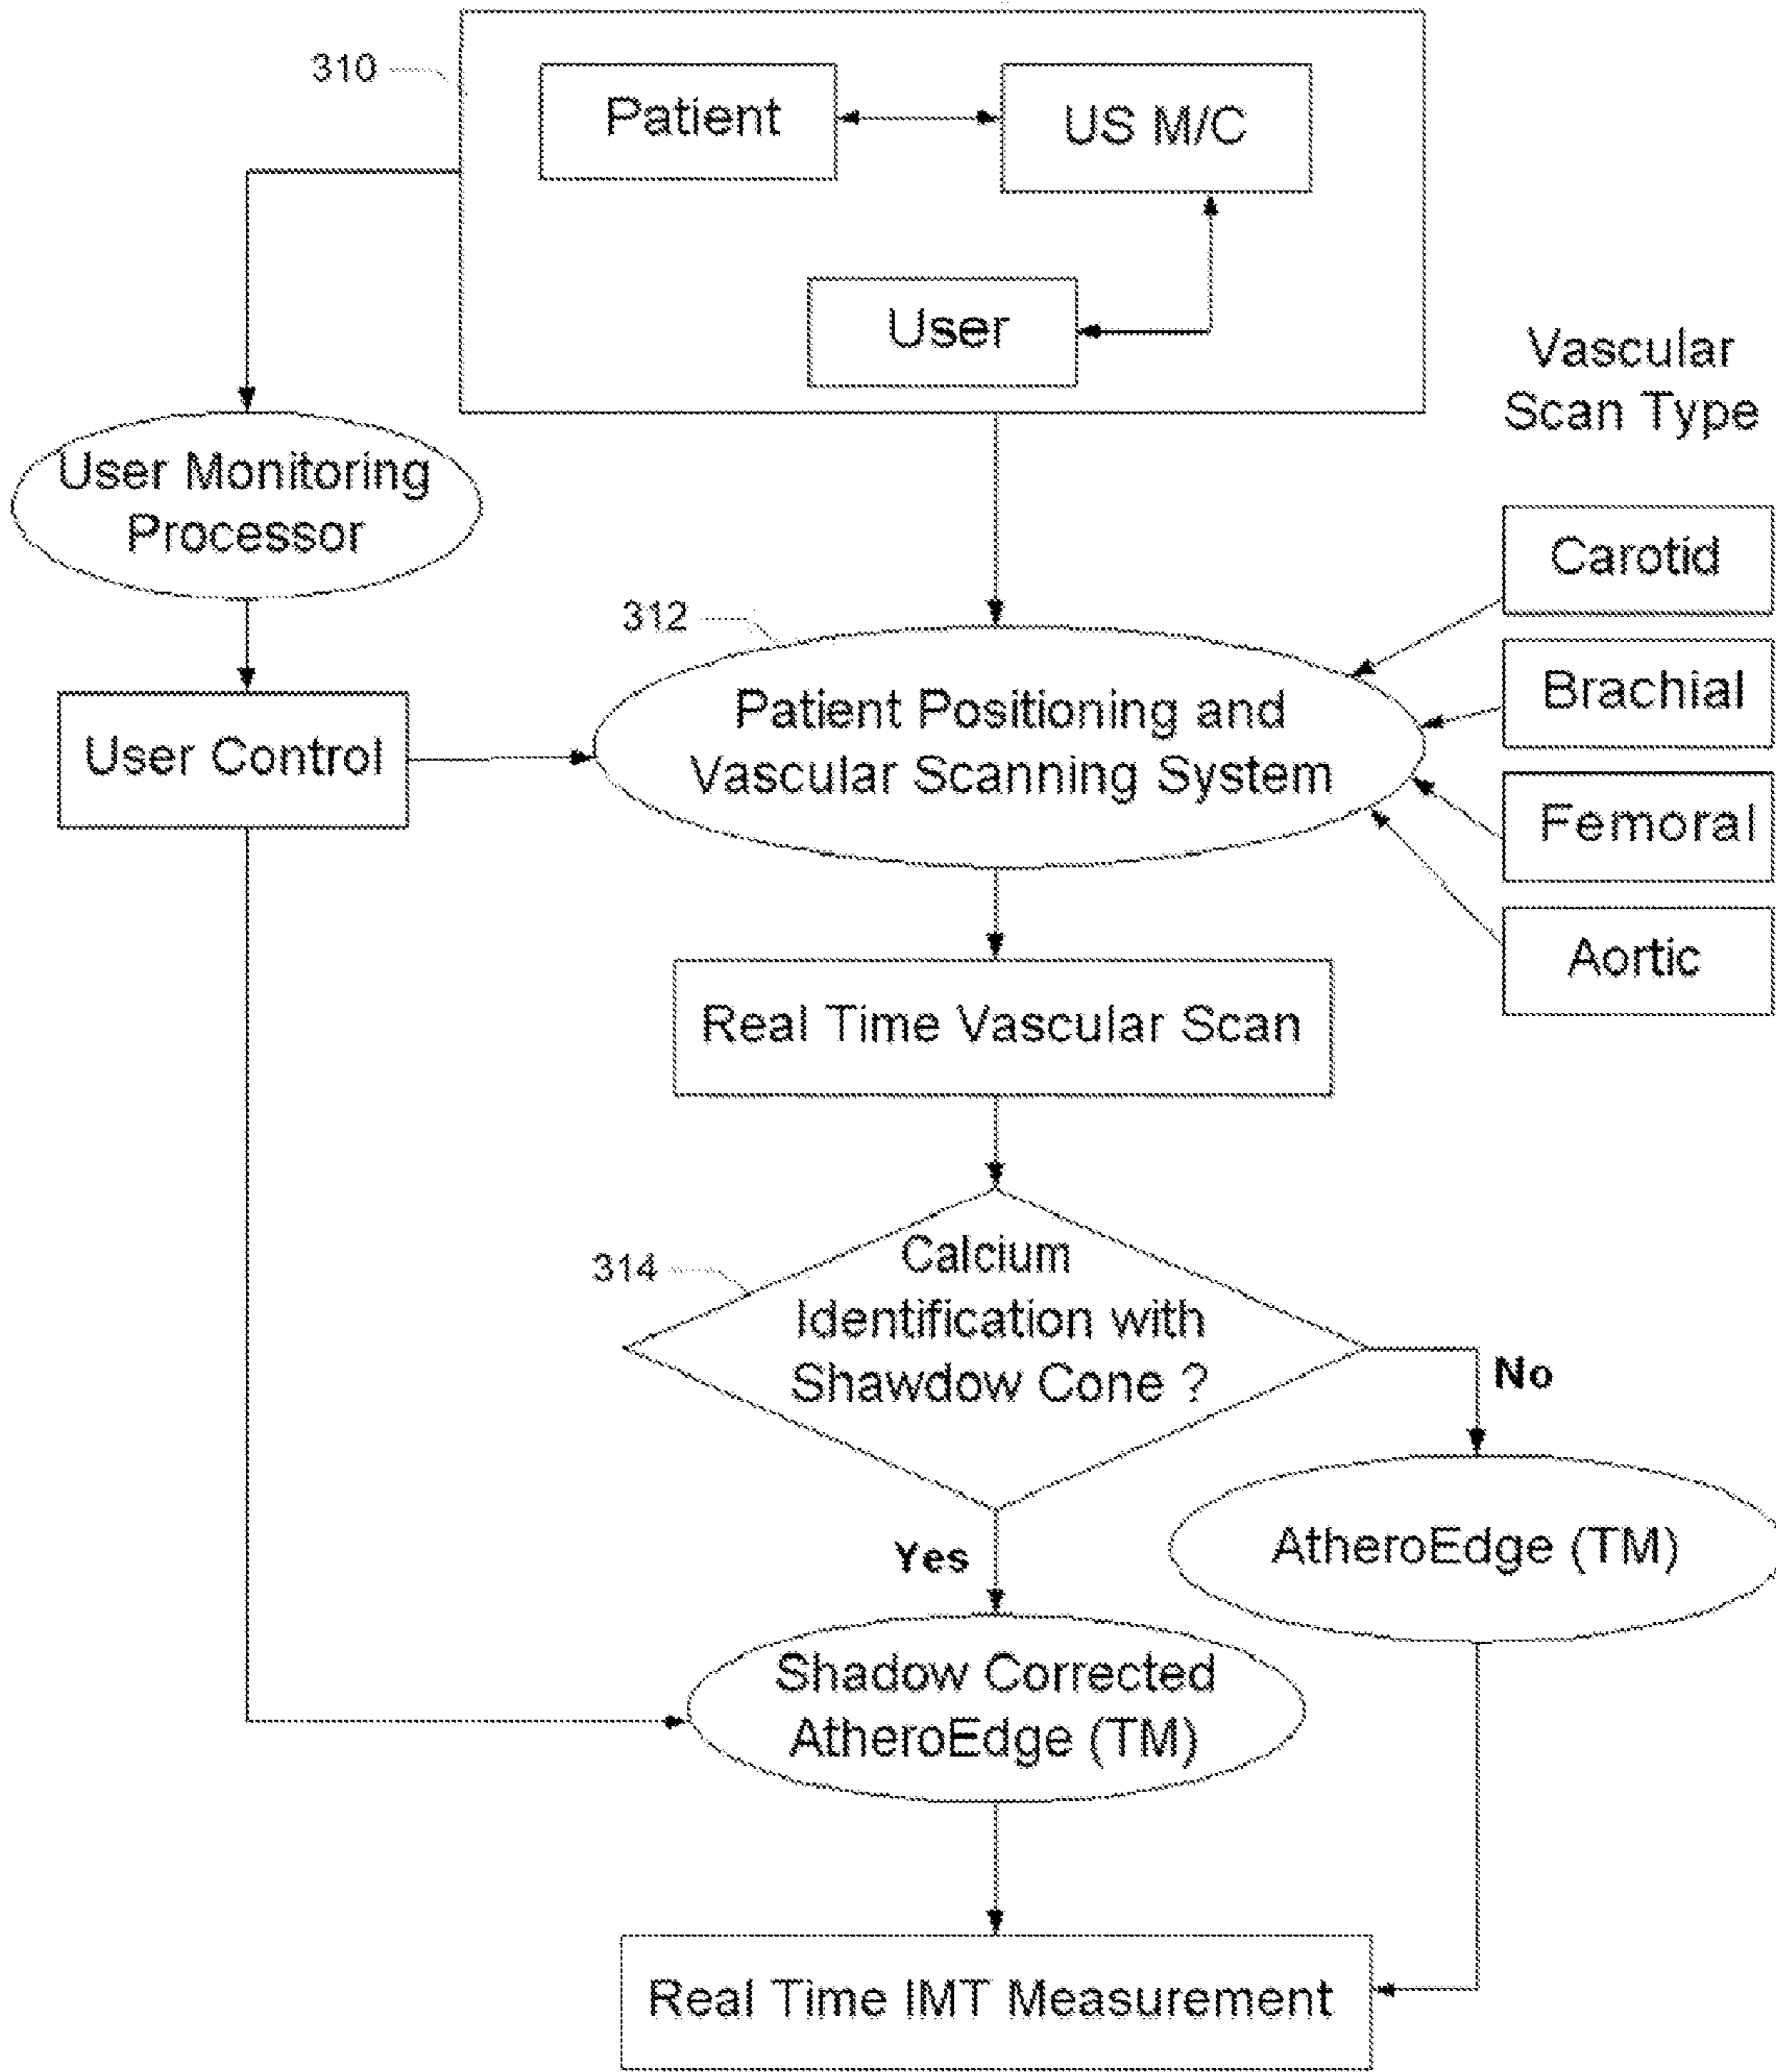 310
Patient
US M/C
User
Vascular
Scan Type
User Monitoring
Processor
Carotid
312
Brachial
Patient Positioning and
Vascular Scanning System
User Control
Femoral
Aortic
Real Time Vascular Scan
314
Calcium
Identification with
Shawdow Cone ?
No
Yes
AtheroEdge (TM)
Shadow Corrected
AtheroEdge (TM)
Real Time IMT Measurement